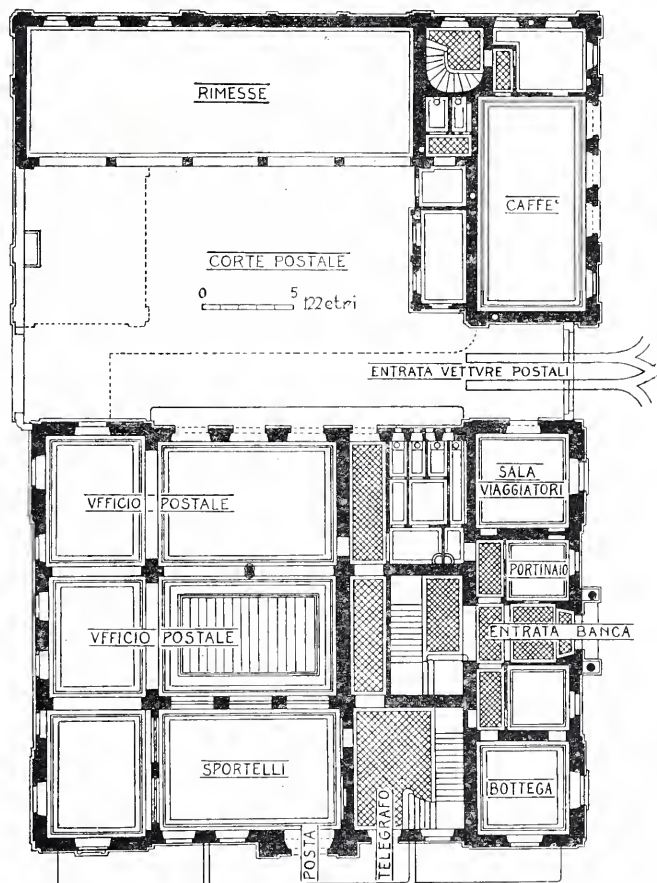 RIMESSE
CAFFE'
CORTE POSTALE
0 5 Metri
ENTRATA VETTVRE POSTALI
SALA
VIAGGIATORI
VFFICIO POSTALE
PORTINAIO
VFFICIO POSTALE
ENTRATA BANCA
SPORTELLI
BOTTEGA
POSTA
TELEGRAFO